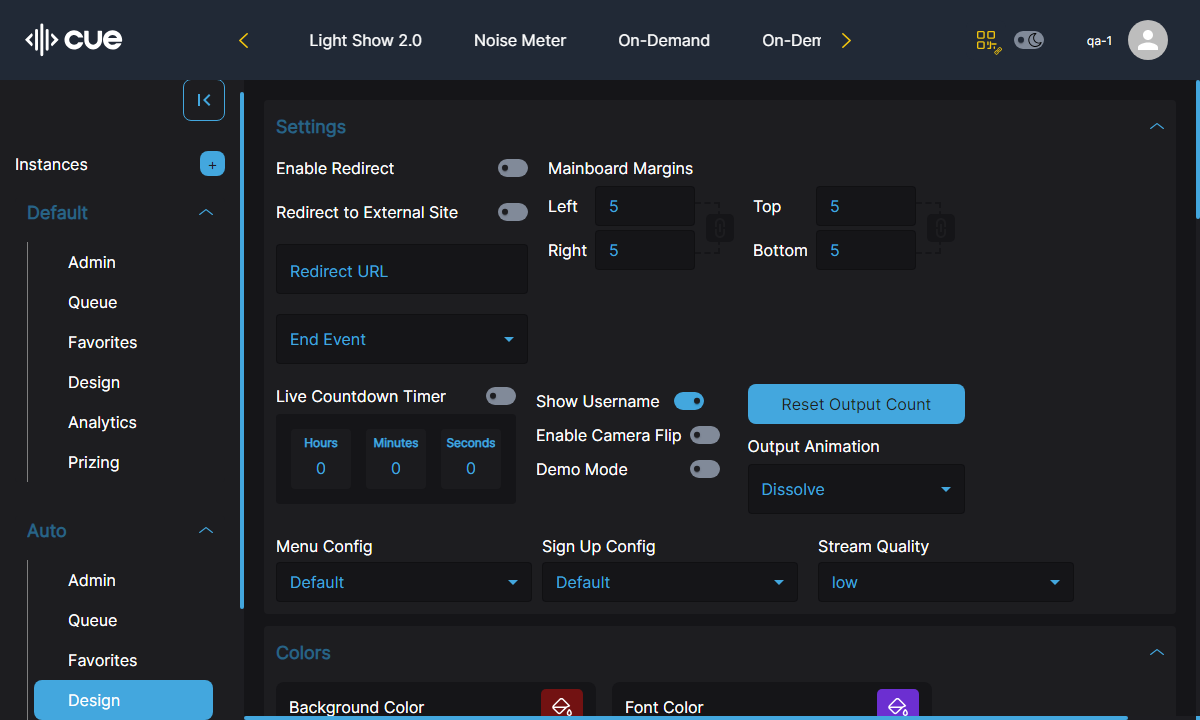 cue
Light Show 2.0
Noise Meter
On-Demand
On-Dem
qa-1
Instances
+
Default
Admin
Queue
Favorites
Design
Analytics
Prizing
Auto
Admin
Queue
Favorites
Design
Settings
Enable Redirect
Redirect to External Site
Redirect URL
End Event
Mainboard Margins
Left 5
Top 5
Right 5
Bottom 5
Live Countdown Timer
Hours Minutes Seconds
0 0 0
Show Username
Enable Camera Flip
Demo Mode
Reset Output Count
Output Animation
Dissolve
Menu Config
Default
Sign Up Config
Default
Stream Quality
low
Colors
Background Color
Font Color